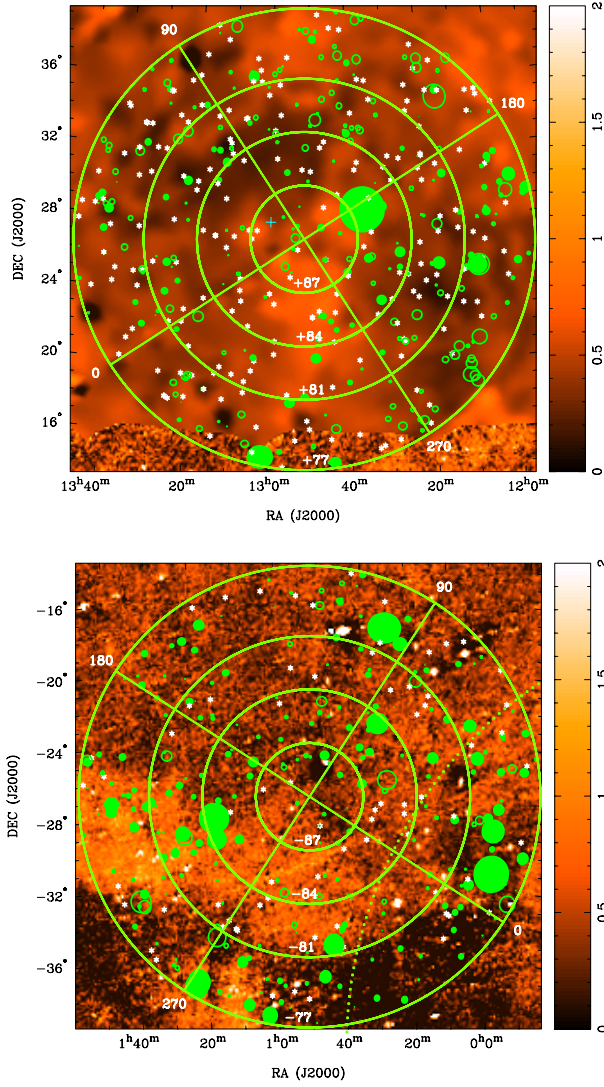 36°
32°
28°
24°
20°
16°
DEC (J2000)
90
180
0
270
+87
+84
+81
+77
13ʰ40ᵐ
20ᵐ
13ʰ0ᵐ
40ᵐ
20ᵐ
12ʰ0ᵐ
RA (J2000)
2
1.5
1
0.5
0
−16°
−20°
−24°
−28°
−32°
−36°
DEC (J2000)
90
180
0
270
−87
−84
−81
−77
1ʰ40ᵐ
20ᵐ
1ʰ0ᵐ
40ᵐ
20ᵐ
0ʰ0ᵐ
RA (J2000)
2
1.5
1
0.5
0